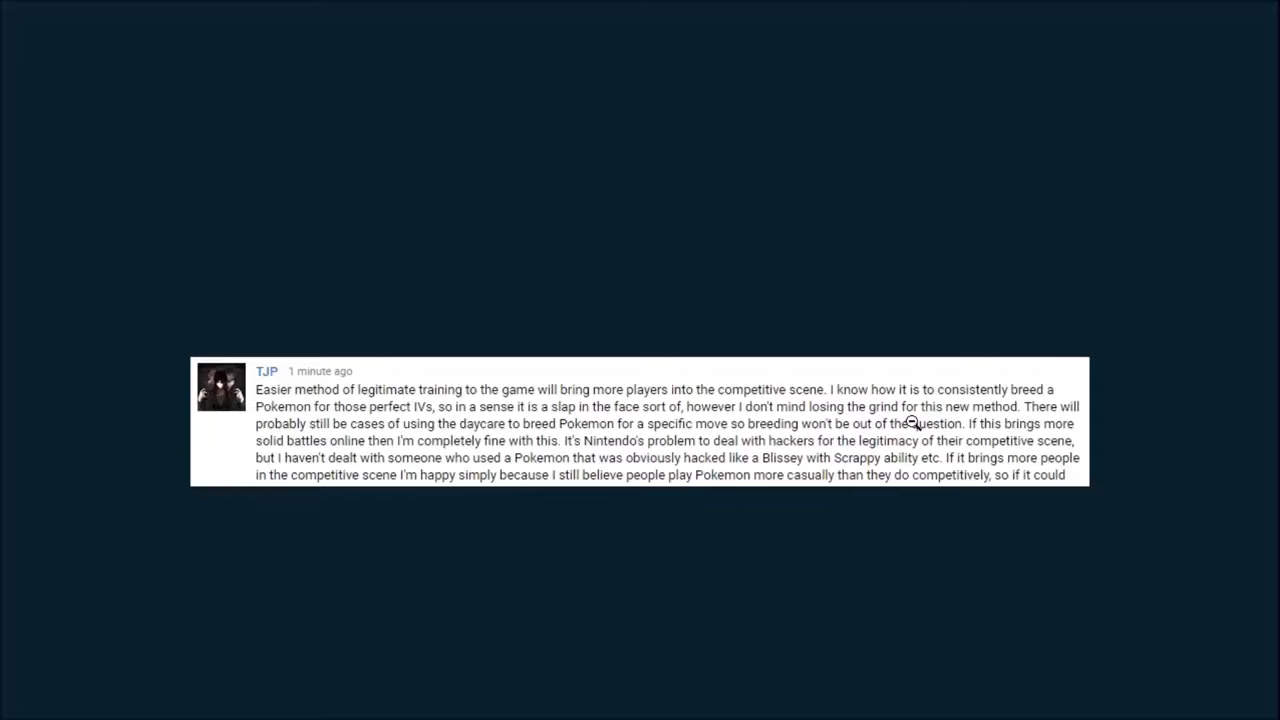 TJP 1 minute ago
Easier method of legitimate training to the game will bring more players into the competitive scene. I know how it is to consistently breed a
Pokemon for those perfect IVs, so in a sense it is a slap in the face sort of, however I don't mind losing the grind for this new method. There will
probably still be cases of using the daycare to breed Pokemon for a specific move so breeding won't be out of the question. If this brings more
solid battles online then I'm completely fine with this. It's Nintendo's problem to deal with hackers for the legitimacy of their competitive scene,
but I haven't dealt with someone who used a Pokemon that was obviously hacked like a Blissey with Scrappy ability etc. If it brings more people
in the competitive scene I'm happy simply because I still believe people play Pokemon more casually than they do competitively, so if it could